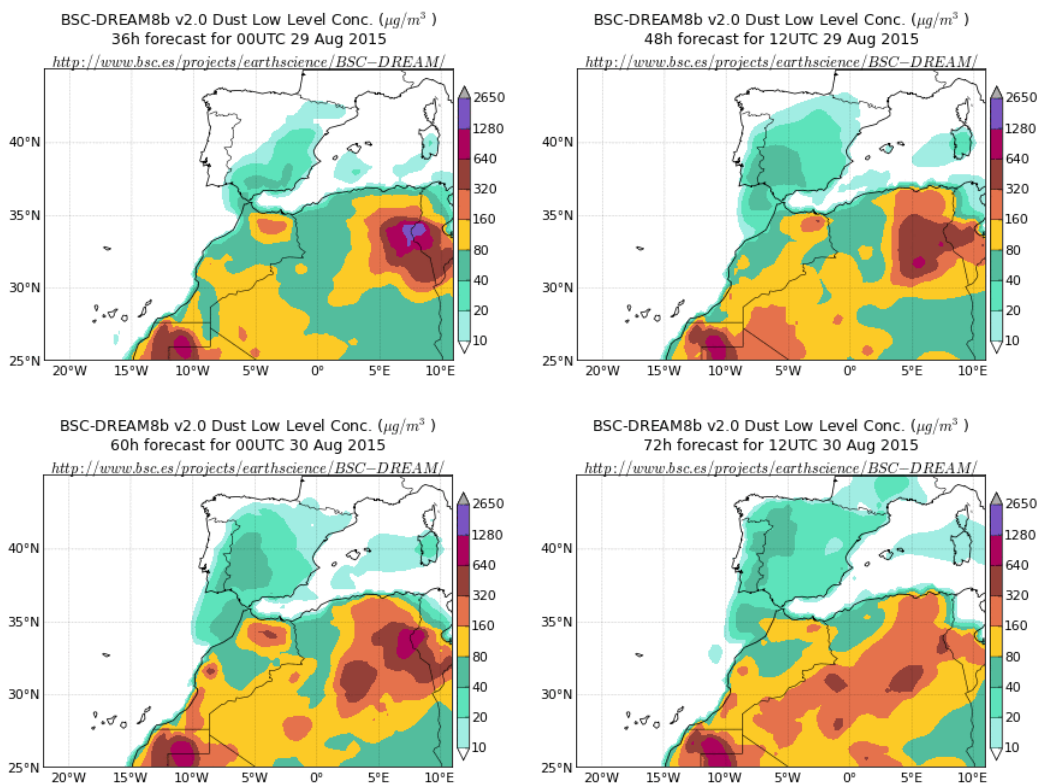 BSC-DREAM8b v2.0 Dust Low Level Conc. (μg/m³ )
36h forecast for 00UTC 29 Aug 2015
http://www.bsc.es/projects/earthscience/BSC−DREAM/
40°N
35°N
30°N
25°N
20°W
15°W
10°W
5°W
0°
5°E
10°E
2650
1280
640
320
160
80
40
20
10
BSC-DREAM8b v2.0 Dust Low Level Conc. (μg/m³ )
48h forecast for 12UTC 29 Aug 2015
http://www.bsc.es/projects/earthscience/BSC−DREAM/
40°N
35°N
30°N
25°N
20°W
15°W
10°W
5°W
0°
5°E
10°E
2650
1280
640
320
160
80
40
20
10
BSC-DREAM8b v2.0 Dust Low Level Conc. (μg/m³ )
60h forecast for 00UTC 30 Aug 2015
http://www.bsc.es/projects/earthscience/BSC−DREAM/
40°N
35°N
30°N
25°N
20°W
15°W
10°W
5°W
0°
5°E
10°E
2650
1280
640
320
160
80
40
20
10
BSC-DREAM8b v2.0 Dust Low Level Conc. (μg/m³ )
72h forecast for 12UTC 30 Aug 2015
http://www.bsc.es/projects/earthscience/BSC−DREAM/
40°N
35°N
30°N
25°N
20°W
15°W
10°W
5°W
0°
5°E
10°E
2650
1280
640
320
160
80
40
20
10